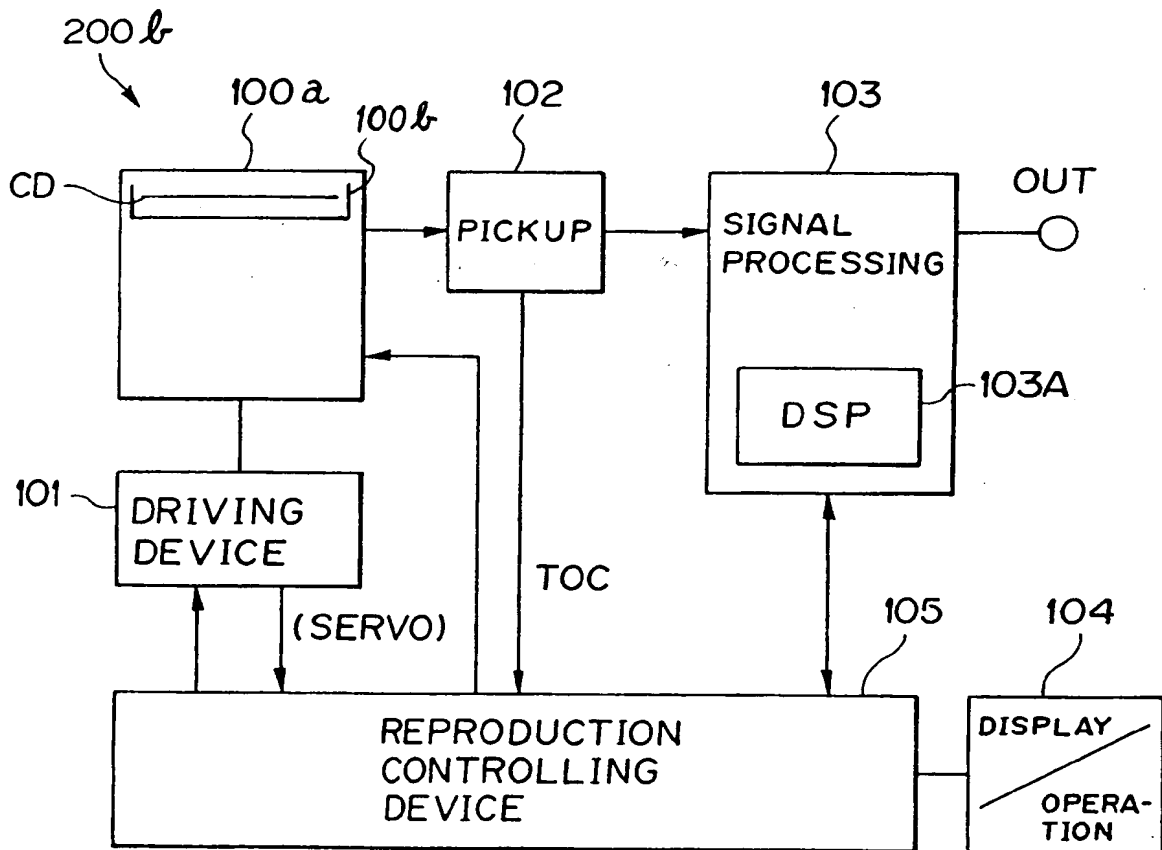 200b
100a
100b
102
103
CD
OUT
PICKUP
SIGNAL
PROCESSING
103A
DSP
101
DRIVING
DEVICE
TOC
(SERVO)
105
104
REPRODUCTION
CONTROLLING
DEVICE
DISPLAY
OPERA-
TION